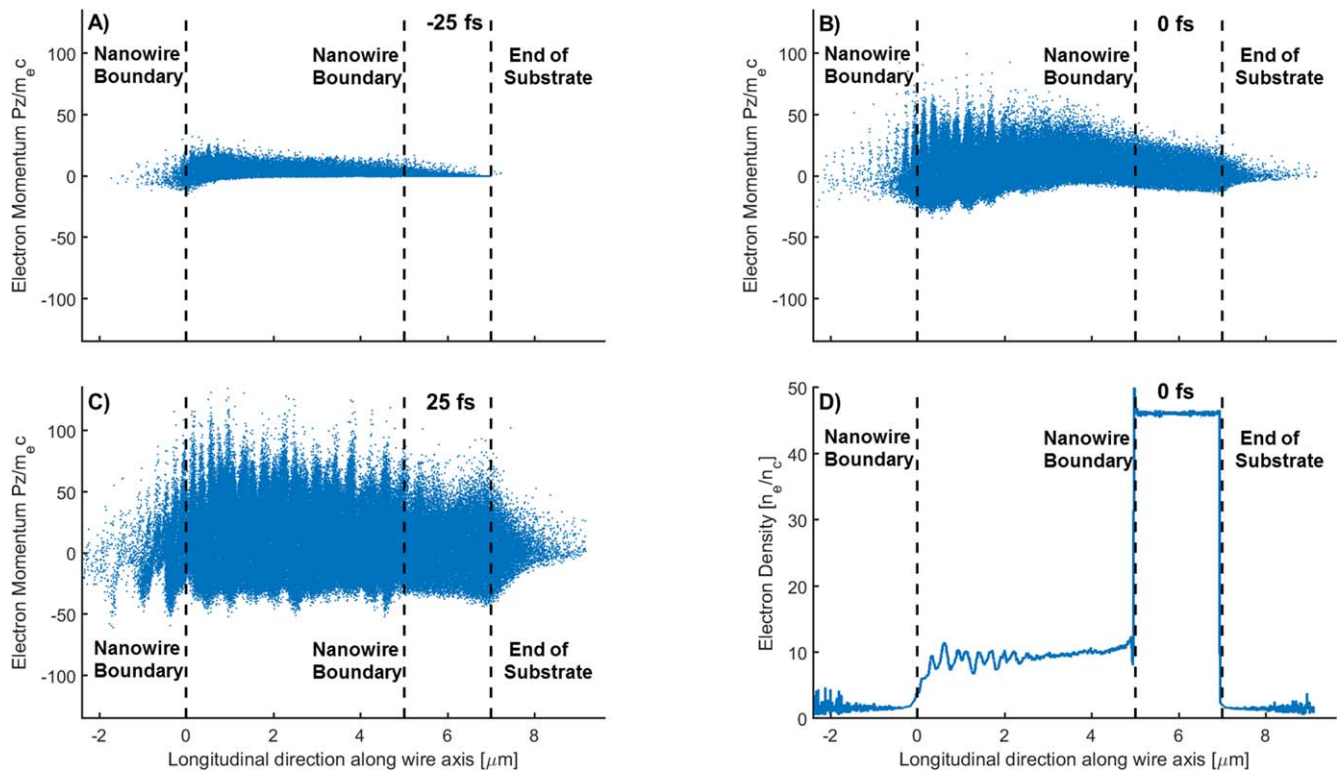 A)
-25 fs
100
50
0
-50
-100
Electron Momentum Pz/m_ec
Nanowire
Boundary
Nanowire
Boundary
End of
Substrate
B)
0 fs
100
50
0
-50
-100
Electron Momentum Pz/m_ec
Nanowire
Boundary
Nanowire
Boundary
End of
Substrate
C)
25 fs
100
50
0
-50
-100
Electron Momentum Pz/m_ec
Nanowire
Boundary
Nanowire
Boundary
End of
Substrate
-2 0 2 4 6 8
Longitudinal direction along wire axis [μm]
D)
0 fs
50
40
30
20
10
0
Electron Density [n_e/n_c]
Nanowire
Boundary
Nanowire
Boundary
End of
Substrate
-2 0 2 4 6 8
Longitudinal direction along wire axis [μm]